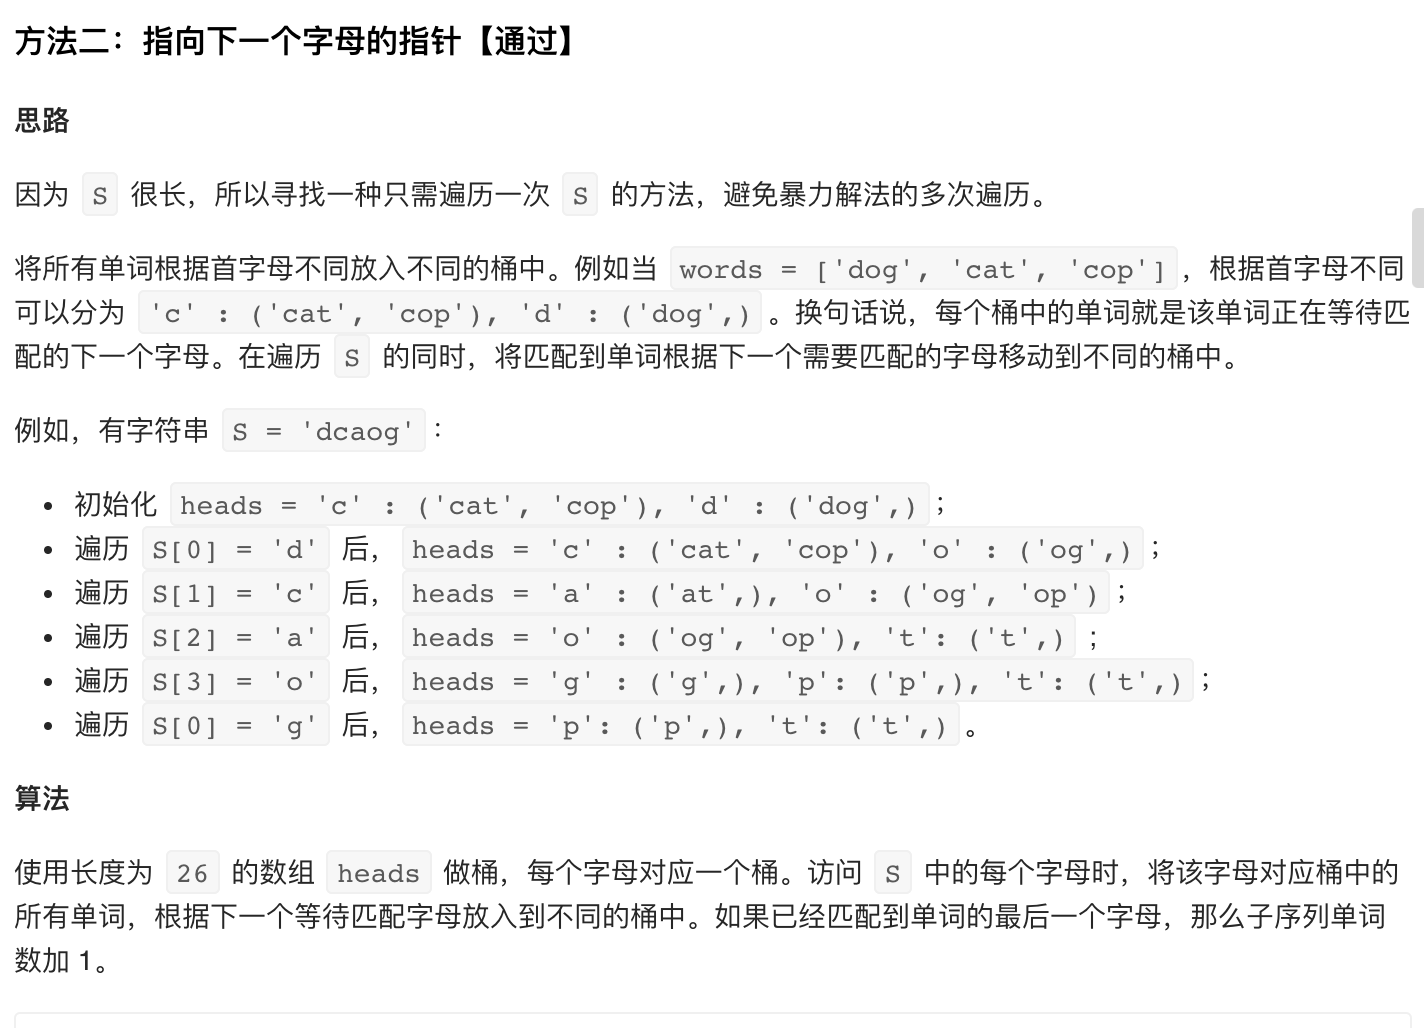 方法二：指向下一个字母的指针【通过】
思路
因为 S 很长，所以寻找一种只需遍历一次 S 的方法，避免暴力解法的多次遍历。
将所有单词根据首字母不同放入不同的桶中。例如当 words = ['dog', 'cat', 'cop']，根据首字母不同
可以分为 'c' : ('cat', 'cop'), 'd' : ('dog',)。换句话说，每个桶中的单词就是该单词正在等待匹
配的下一个字母。在遍历 S 的同时，将匹配到单词根据下一个需要匹配的字母移动到不同的桶中。
例如，有字符串 S = 'dcaog'：
• 初始化 heads = 'c' : ('cat', 'cop'), 'd' : ('dog',)；
• 遍历 S[0] = 'd' 后， heads = 'c' : ('cat', 'cop'), 'o' : ('og',)；
• 遍历 S[1] = 'c' 后， heads = 'a' : ('at',), 'o' : ('og', 'op')；
• 遍历 S[2] = 'a' 后， heads = 'o' : ('og', 'op'), 't': ('t',) ；
• 遍历 S[3] = 'o' 后， heads = 'g' : ('g',), 'p': ('p',), 't': ('t',)；
• 遍历 S[0] = 'g' 后， heads = 'p': ('p',), 't': ('t',)。
算法
使用长度为 26 的数组 heads 做桶，每个字母对应一个桶。访问 S 中的每个字母时，将该字母对应桶中的
所有单词，根据下一个等待匹配字母放入到不同的桶中。如果已经匹配到单词的最后一个字母，那么子序列单词
数加 1。